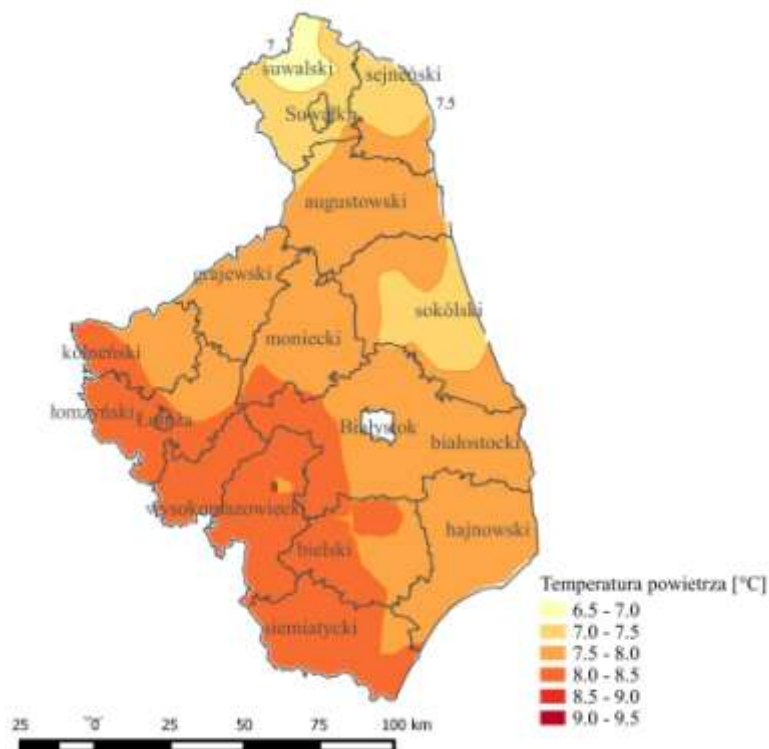 7
suwalski
sejneński
7.5
Suwałki
augustowski
grajewski
sokólski
kolneński
moniecki
łomżyński
Łomża
Białystok
białostocki
wysokomazowiecki
bielski
hajnowski
siemiatycki
Temperatura powietrza [°C]
6.5 - 7.0
7.0 - 7.5
7.5 - 8.0
8.0 - 8.5
8.5 - 9.0
9.0 - 9.5
25 0 25 50 75 100 km